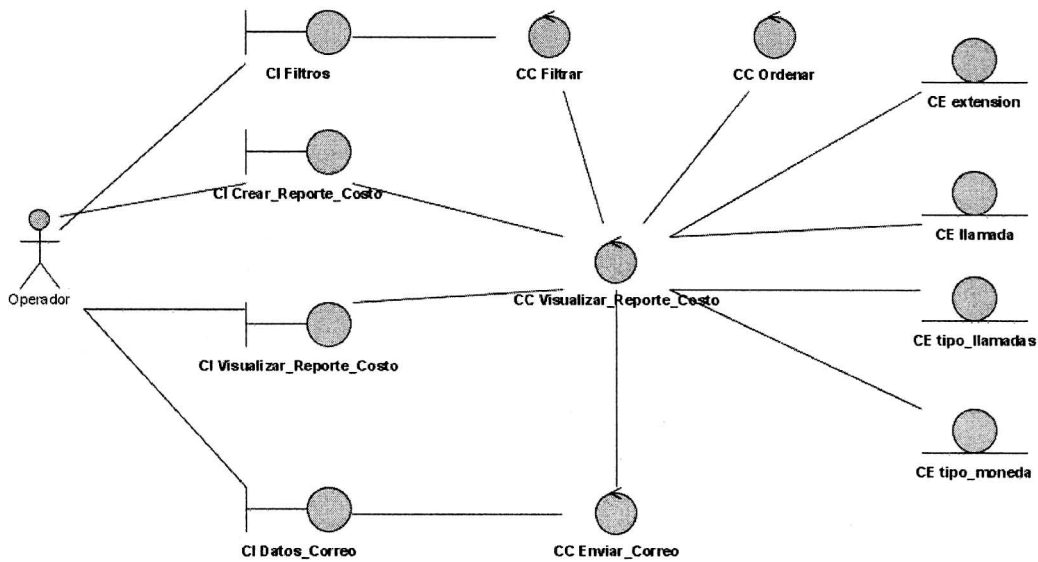 CI Filtros
CC Filtrar
CC Ordenar
CE extension
CI Crear_Reporte_Costo
CE llamada
Operador
CC Visualizar_Reporte_Costo
CE tipo_llamadas
CI Visualizar_Reporte_Costo
CE tipo_moneda
CI Datos_Correo
CC Enviar_Correo